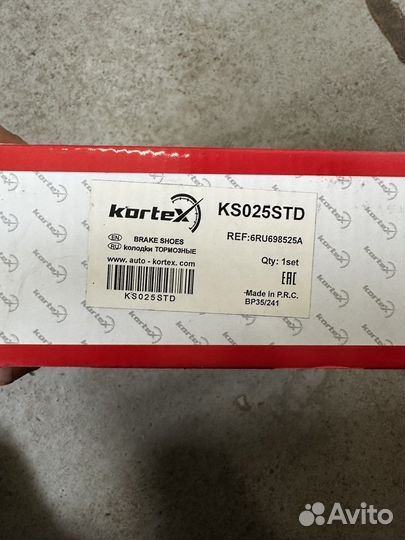 kortex
KS025STD
EN BRAKE SHOES
RU колодки ТОРМОЗНЫЕ
REF:6RU698525A
www. auto - kortex. com
Qty: 1set
EAC
KS025STD
Made in P.R.C.
BP35/241
Avito